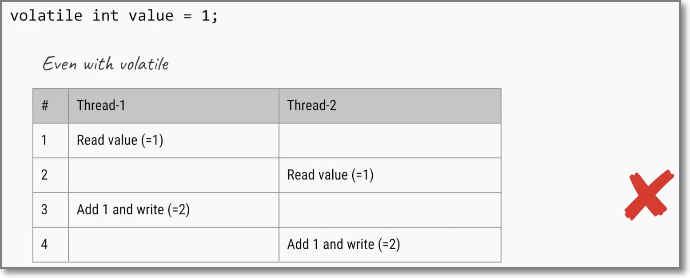 volatile int value = 1;
Even with volatile
# Thread-1 Thread-2
1 Read value (=1)
2 Read value (=1)
3 Add 1 and write (=2)
4 Add 1 and write (=2)